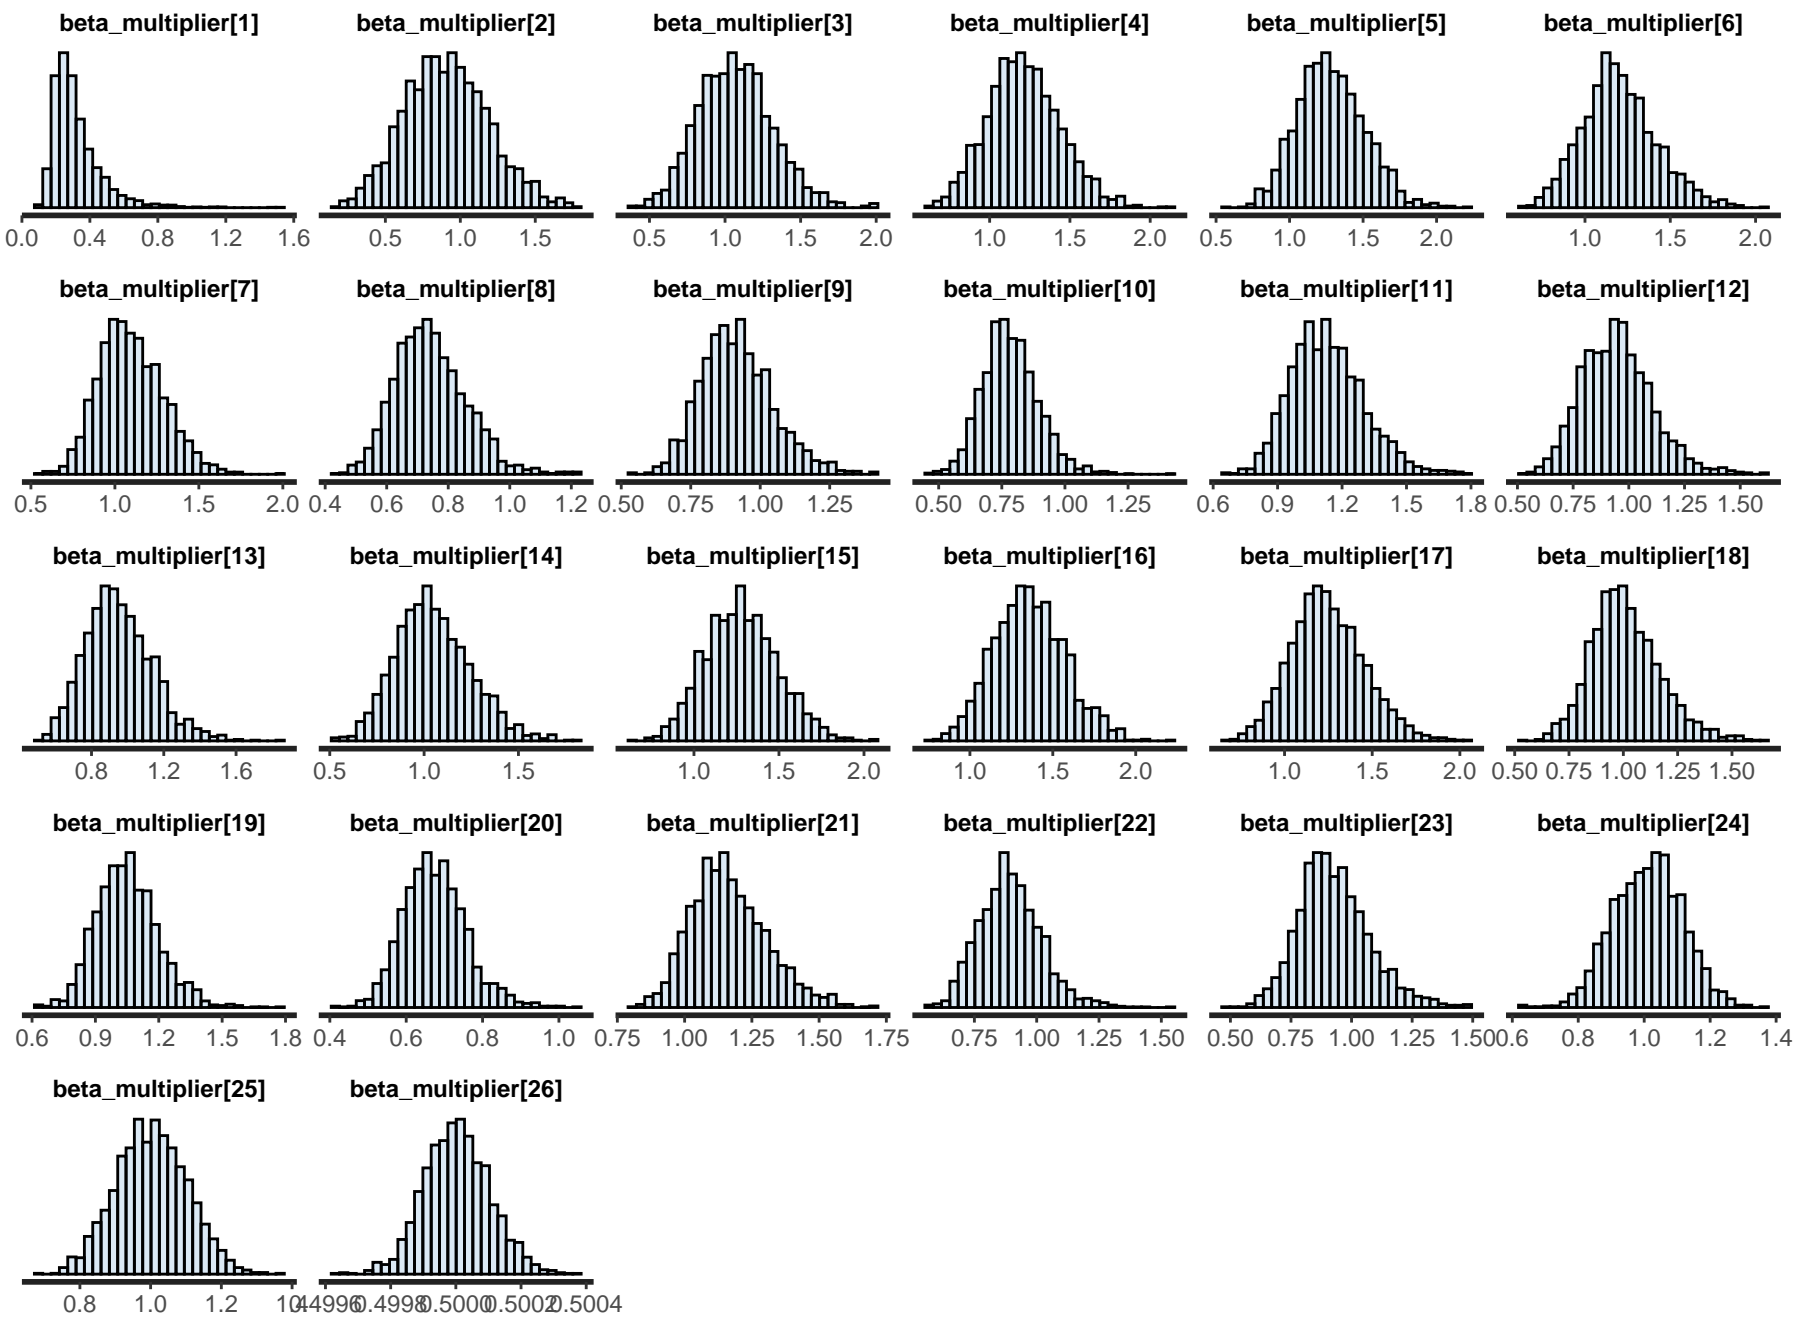 beta_multiplier[1] beta_multiplier[2] beta_multiplier[3] beta_multiplier[4] beta_multiplier[5] beta_multiplier[6]
0.0 0.4 0.8 1.2 1.6 0.5 1.0 1.5 0.5 1.0 1.5 2.0 1.0 1.5 2.0 0.5 1.0 1.5 2.0 1.0 1.5 2.0
beta_multiplier[7] beta_multiplier[8] beta_multiplier[9] beta_multiplier[10] beta_multiplier[11] beta_multiplier[12]
0.5 1.0 1.5 2.0 0.4 0.6 0.8 1.0 1.2 0.50 0.75 1.00 1.25 0.50 0.75 1.00 1.25 0.6 0.9 1.2 1.5 1.8 0.50 0.75 1.00 1.25 1.50
beta_multiplier[13] beta_multiplier[14] beta_multiplier[15] beta_multiplier[16] beta_multiplier[17] beta_multiplier[18]
0.8 1.2 1.6 0.5 1.0 1.5 1.0 1.5 2.0 1.0 1.5 2.0 1.0 1.5 2.0 0.50 0.75 1.00 1.25 1.50
beta_multiplier[19] beta_multiplier[20] beta_multiplier[21] beta_multiplier[22] beta_multiplier[23] beta_multiplier[24]
0.6 0.9 1.2 1.5 1.8 0.4 0.6 0.8 1.0 0.75 1.00 1.25 1.50 1.75 0.75 1.00 1.25 1.50 0.50 0.75 1.00 1.25 1.50 0.6 0.8 1.0 1.2 1.4
beta_multiplier[25] beta_multiplier[26]
0.8 1.0 1.2 1.4 0.4996 0.4998 0.5000 0.5002 0.5004